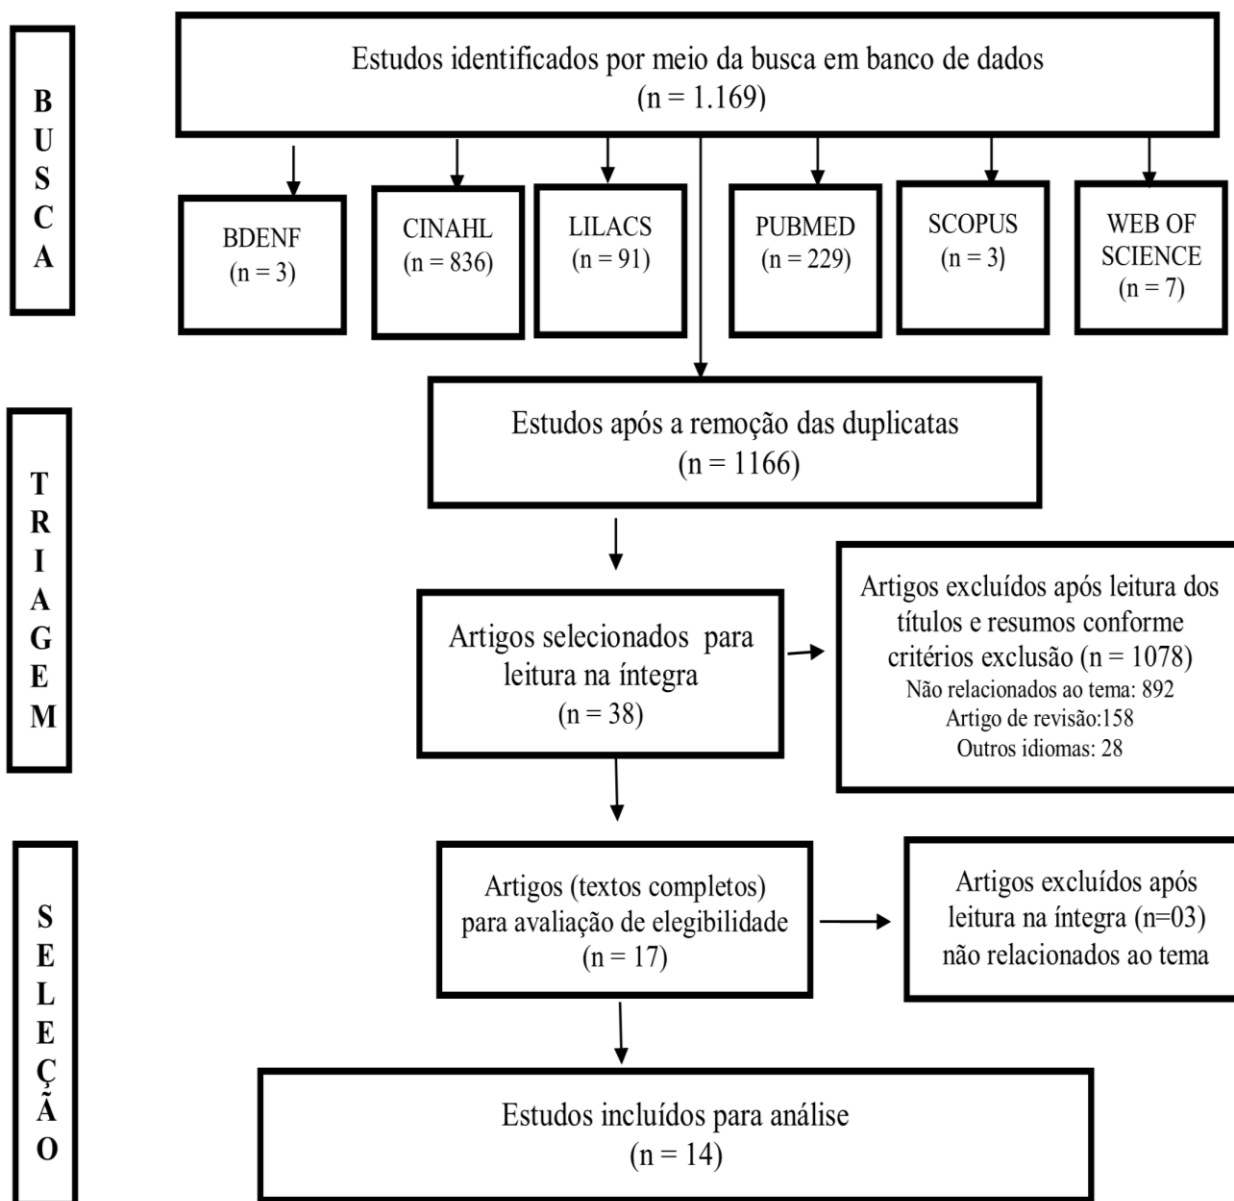 BUSCA
Estudos identificados por meio da busca em banco de dados
(n = 1.169)
BDENF
(n = 3)
CINAHL
(n = 836)
LILACS
(n = 91)
PUBMED
(n = 229)
SCOPUS
(n = 3)
WEB OF
SCIENCE
(n = 7)
TRIAGEM
Estudos após a remoção das duplicatas
(n = 1166)
Artigos selecionados para
leitura na íntegra
(n = 38)
Artigos excluídos após leitura dos
títulos e resumos conforme
critérios exclusão (n = 1078)
Não relacionados ao tema: 892
Artigo de revisão:158
Outros idiomas: 28
SELEÇÃO
Artigos (textos completos)
para avaliação de elegibilidade
(n = 17)
Artigos excluídos após
leitura na íntegra (n=03)
não relacionados ao tema
Estudos incluídos para análise
(n = 14)